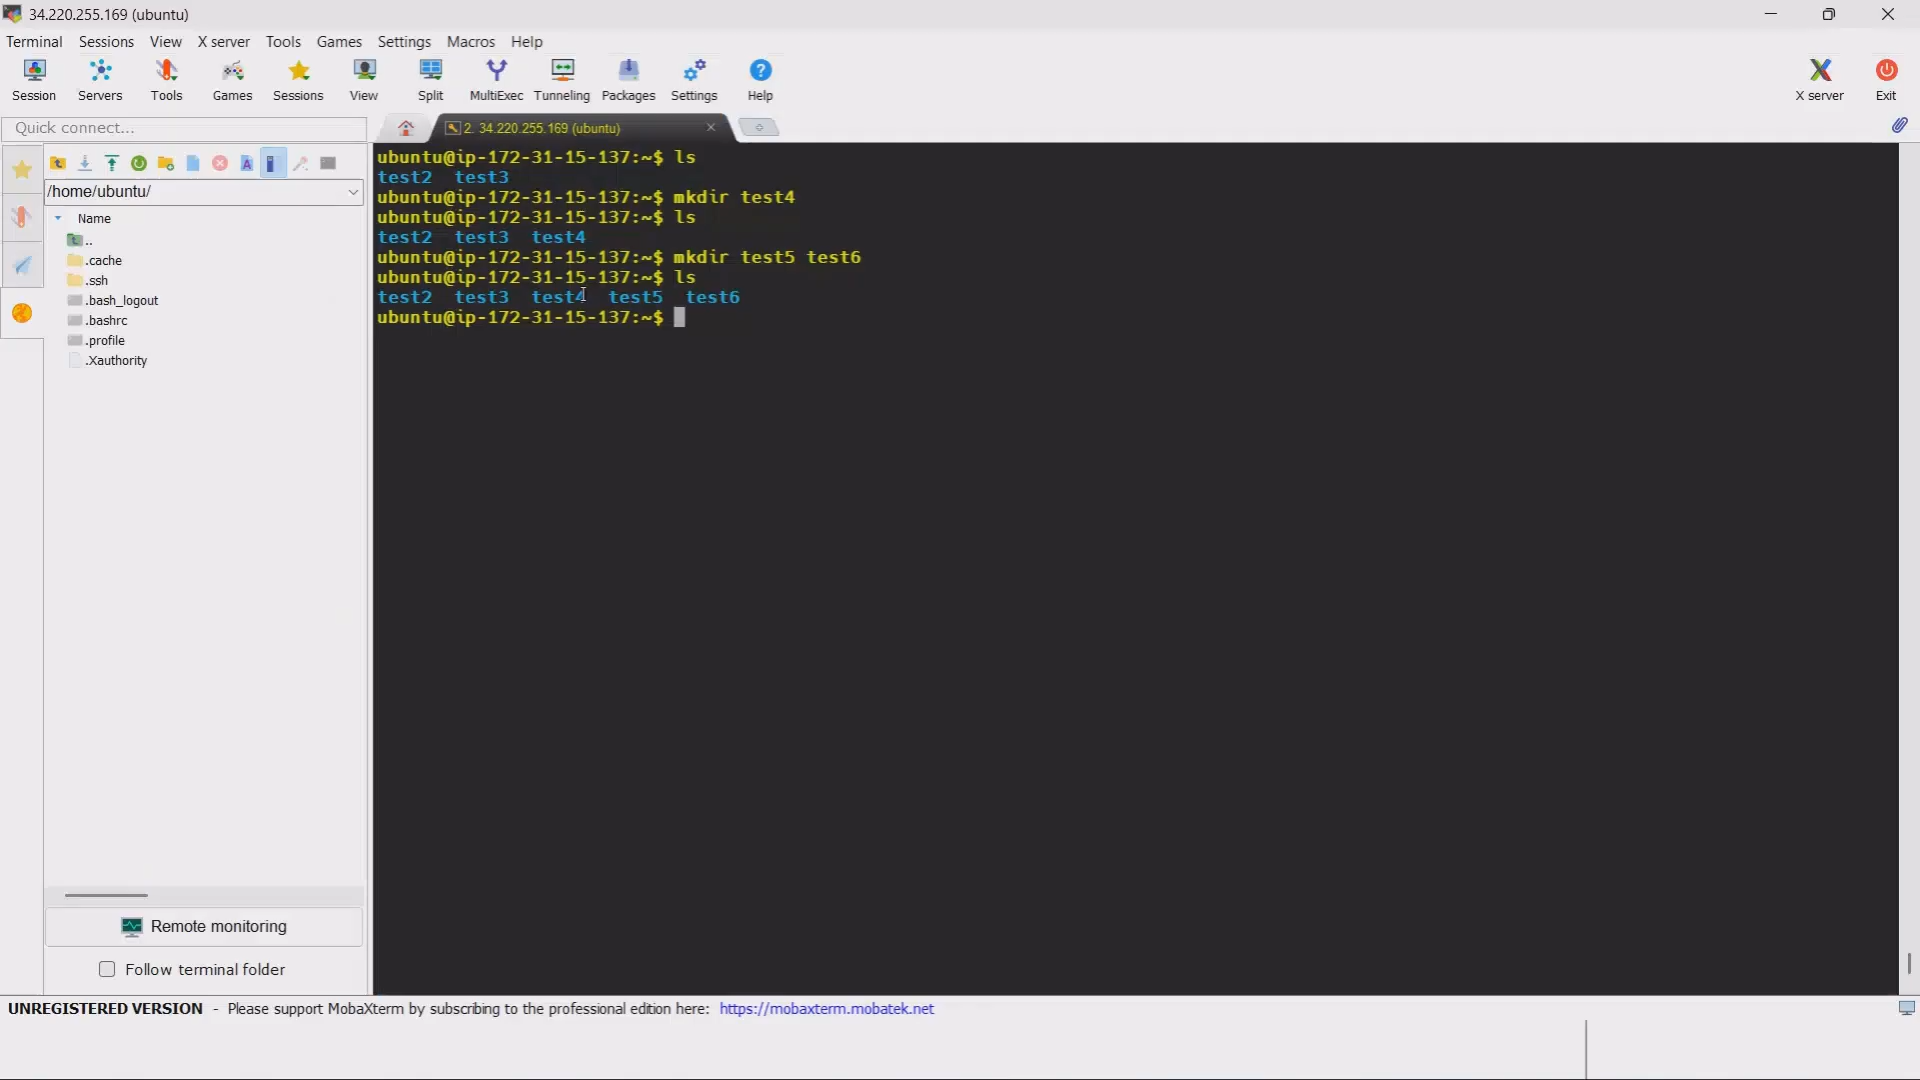 34.220.255.169 (ubuntu)
Terminal Sessions View X server Tools Games Settings Macros Help
Session Servers Tools Games Sessions View Split MultiExec Tunneling Packages Settings Help X server Exit
Quick connect...
2. 34.220.255.169 (ubuntu)
/home/ubuntu/
Name
..
.cache
.ssh
.bash_logout
.bashrc
.profile
.Xauthority
Remote monitoring
Follow terminal folder
ubuntu@ip-172-31-15-137:~$ ls
test2 test3
ubuntu@ip-172-31-15-137:~$ mkdir test4
ubuntu@ip-172-31-15-137:~$ ls
test2 test3 test4
ubuntu@ip-172-31-15-137:~$ mkdir test5 test6
ubuntu@ip-172-31-15-137:~$ ls
test2 test3 test4 test5 test6
ubuntu@ip-172-31-15-137:~$
UNREGISTERED VERSION - Please support MobaXterm by subscribing to the professional edition here: https://mobaxterm.mobatek.net